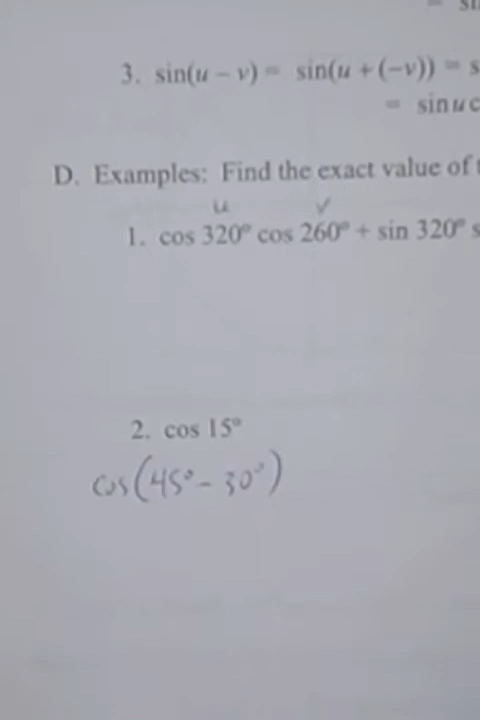 3. sin(u − v) = sin(u + (−v)) = s
= sin u c
D. Examples: Find the exact value of t
u v
1. cos 320° cos 260° + sin 320° s
2. cos 15°
cos(45° − 30°)